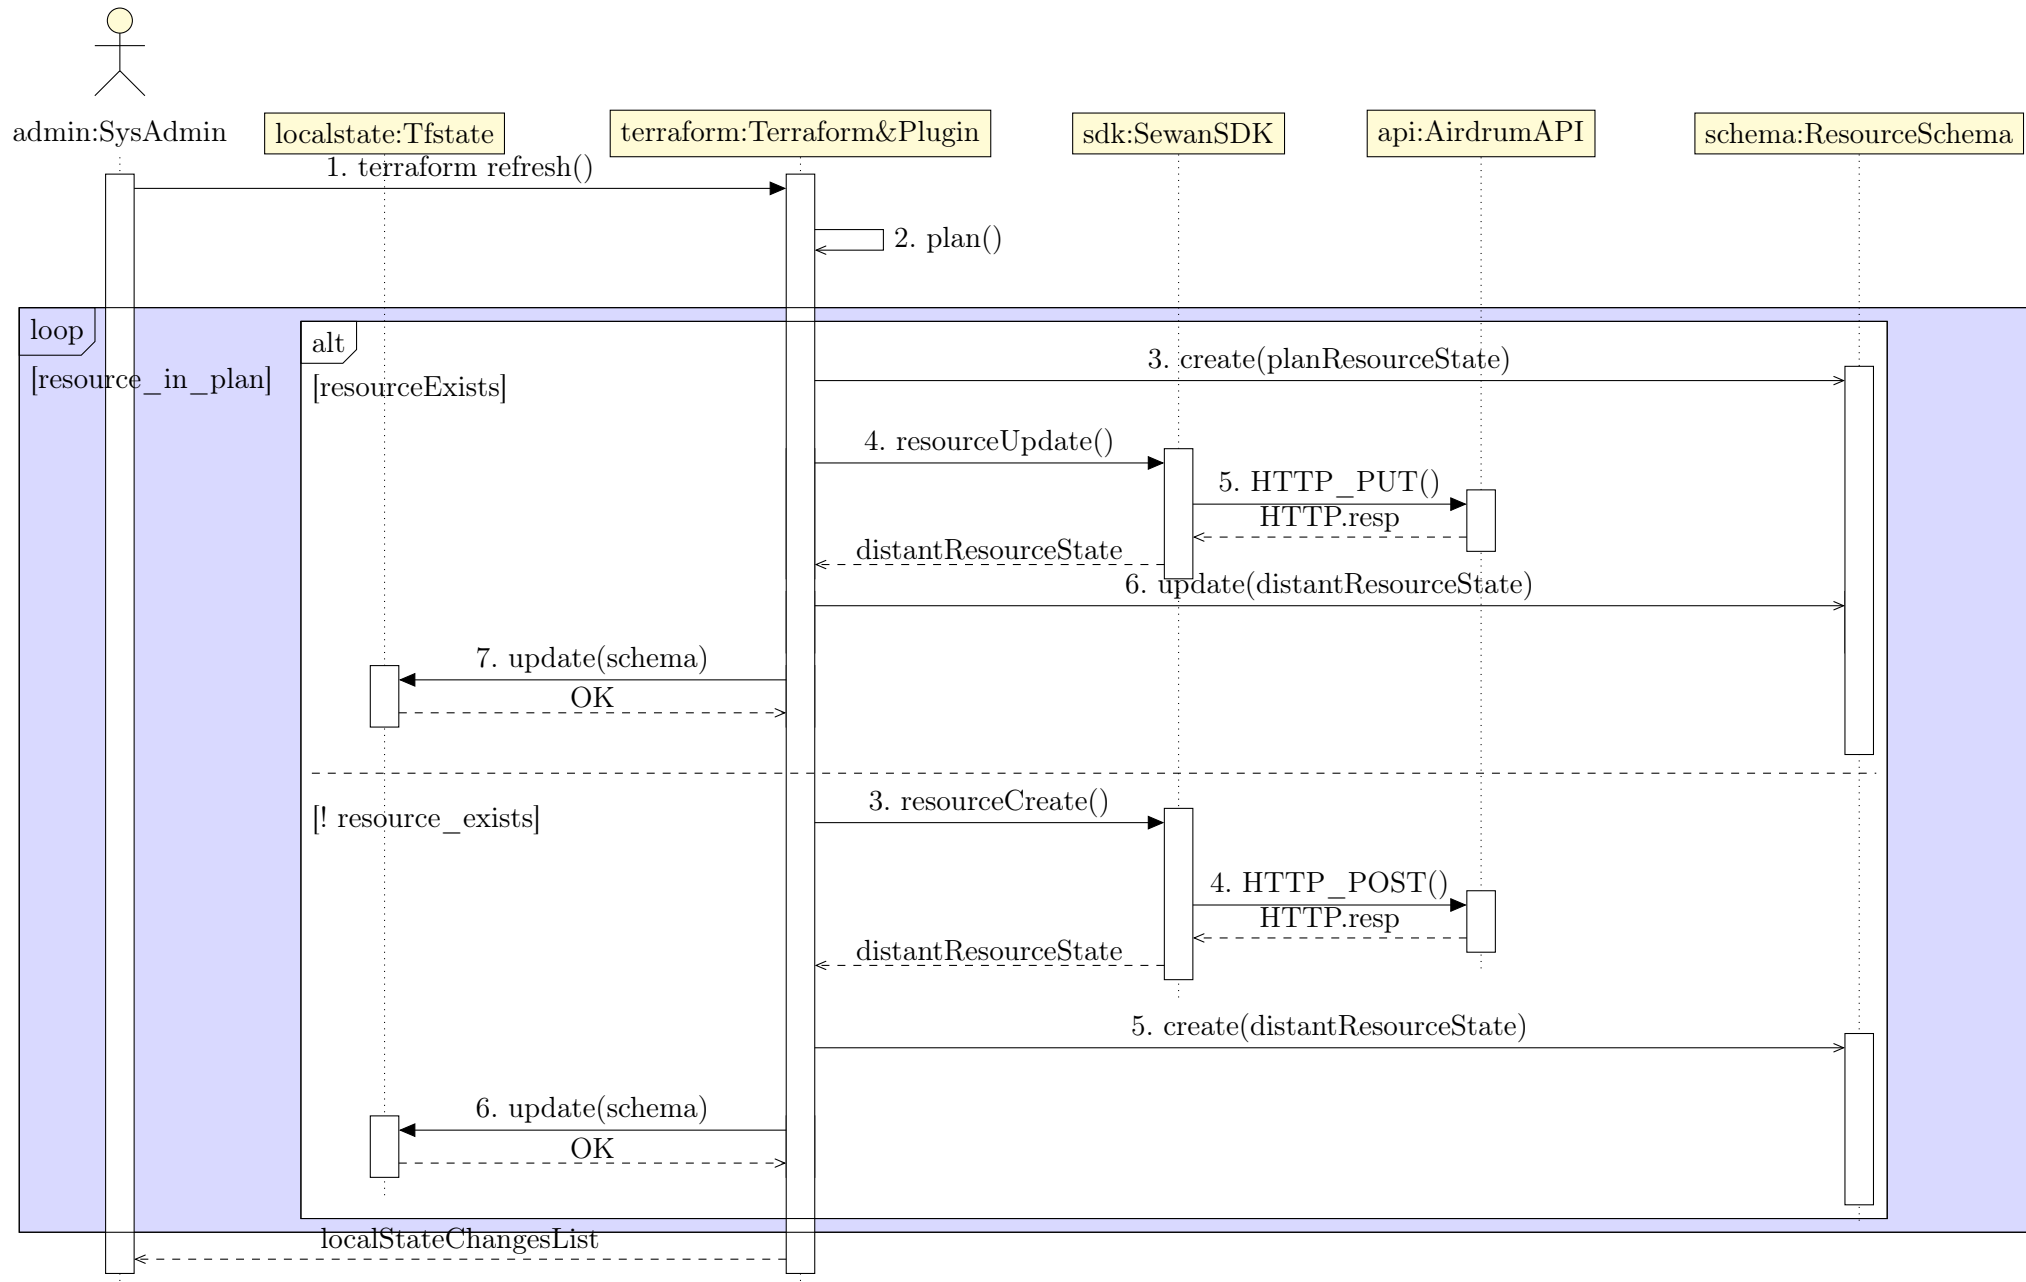 admin:SysAdmin
localstate:Tfstate
terraform:Terraform&Plugin
sdk:SewanSDK
api:AirdrumAPI
schema:ResourceSchema
1. terraform refresh()
2. plan()
loop
[resource_in_plan]
alt
[resourceExists]
3. create(planResourceState)
4. resourceUpdate()
5. HTTP_PUT()
HTTP.resp
distantResourceState
6. update(distantResourceState)
7. update(schema)
OK
[! resource_exists]
3. resourceCreate()
4. HTTP_POST()
HTTP.resp
distantResourceState
5. create(distantResourceState)
6. update(schema)
OK
localStateChangesList